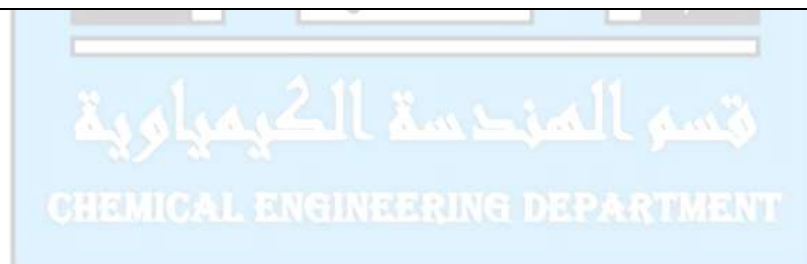 قسم الهندسة الكيمياوية
CHEMICAL ENGINEERING DEPARTMENT